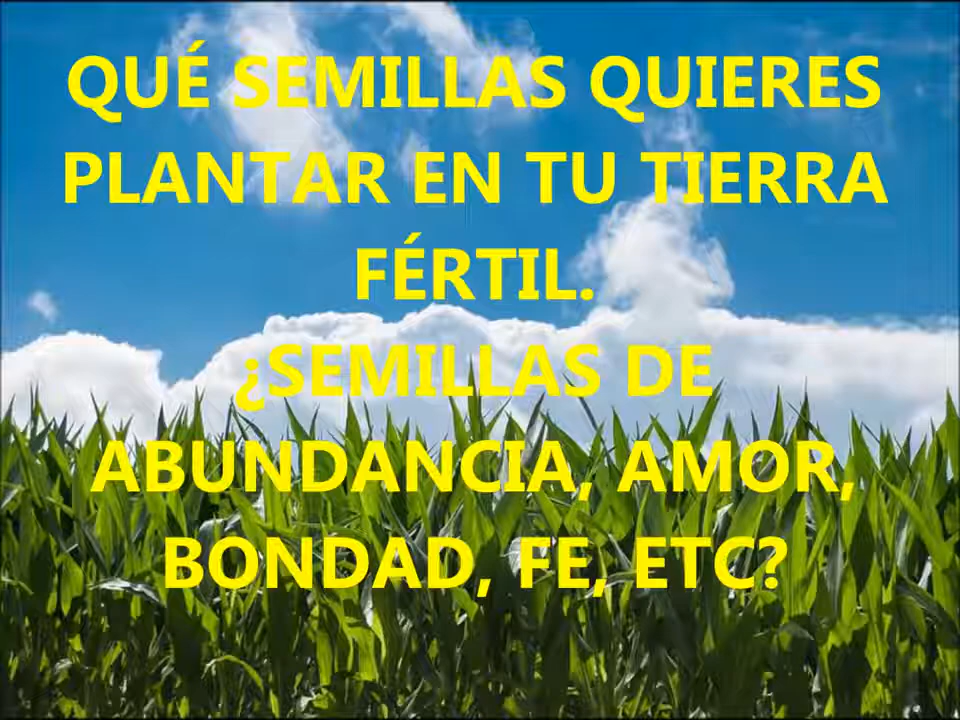 QUÉ SEMILLAS QUIERES
PLANTAR EN TU TIERRA
FÉRTIL.
¿SEMILLAS DE
ABUNDANCIA, AMOR,
BONDAD, FE, ETC?